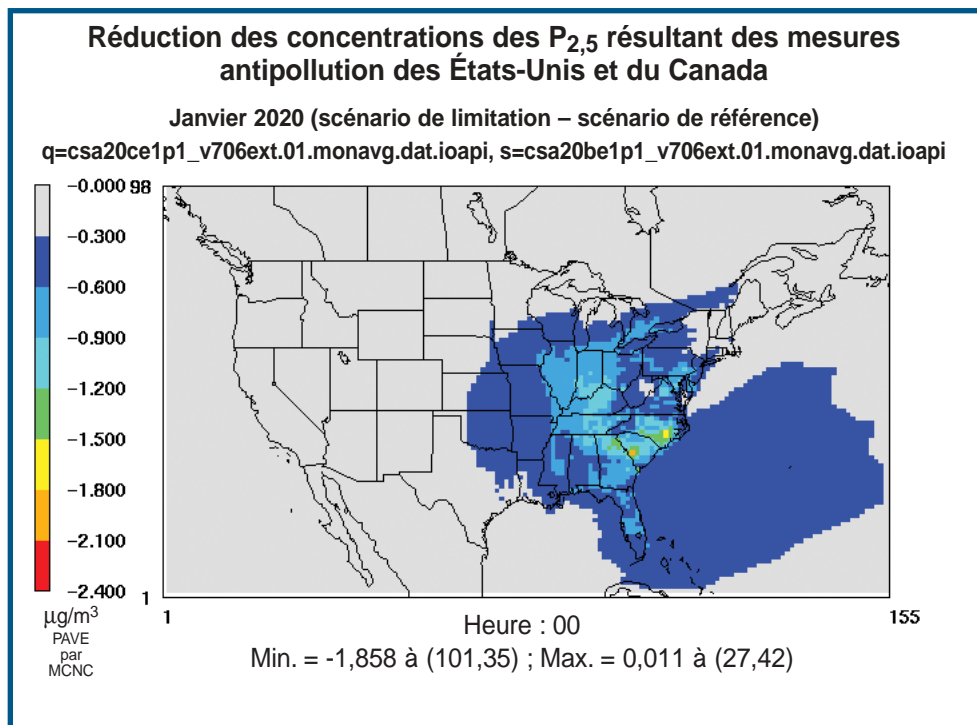 Réduction des concentrations des P2,5 résultant des mesures
antipollution des États-Unis et du Canada
Janvier 2020 (scénario de limitation – scénario de référence)
q=csa20ce1p1_v706ext.01.monavg.dat.ioapi, s=csa20be1p1_v706ext.01.monavg.dat.ioapi
−0.000 98
−0.300
−0.600
−0.900
−1.200
−1.500
−1.800
−2.100
−2.400 1
1 155
µg/m³
PAVE
par
MCNC
Heure : 00
Min. = -1,858 à (101,35) ; Max. = 0,011 à (27,42)